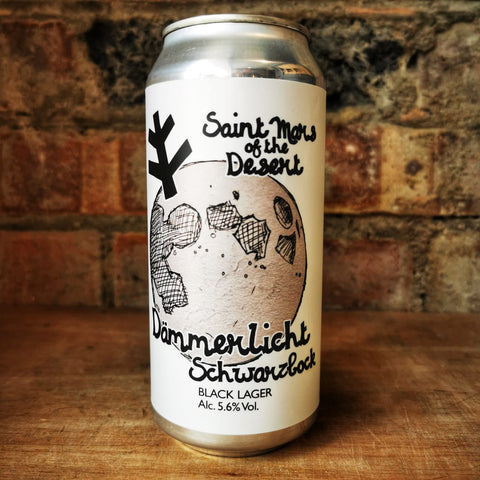 Saint Mars
of the
Desert
Dämmerlicht
Schwarzbock
BLACK LAGER
Alc. 5.6% Vol.